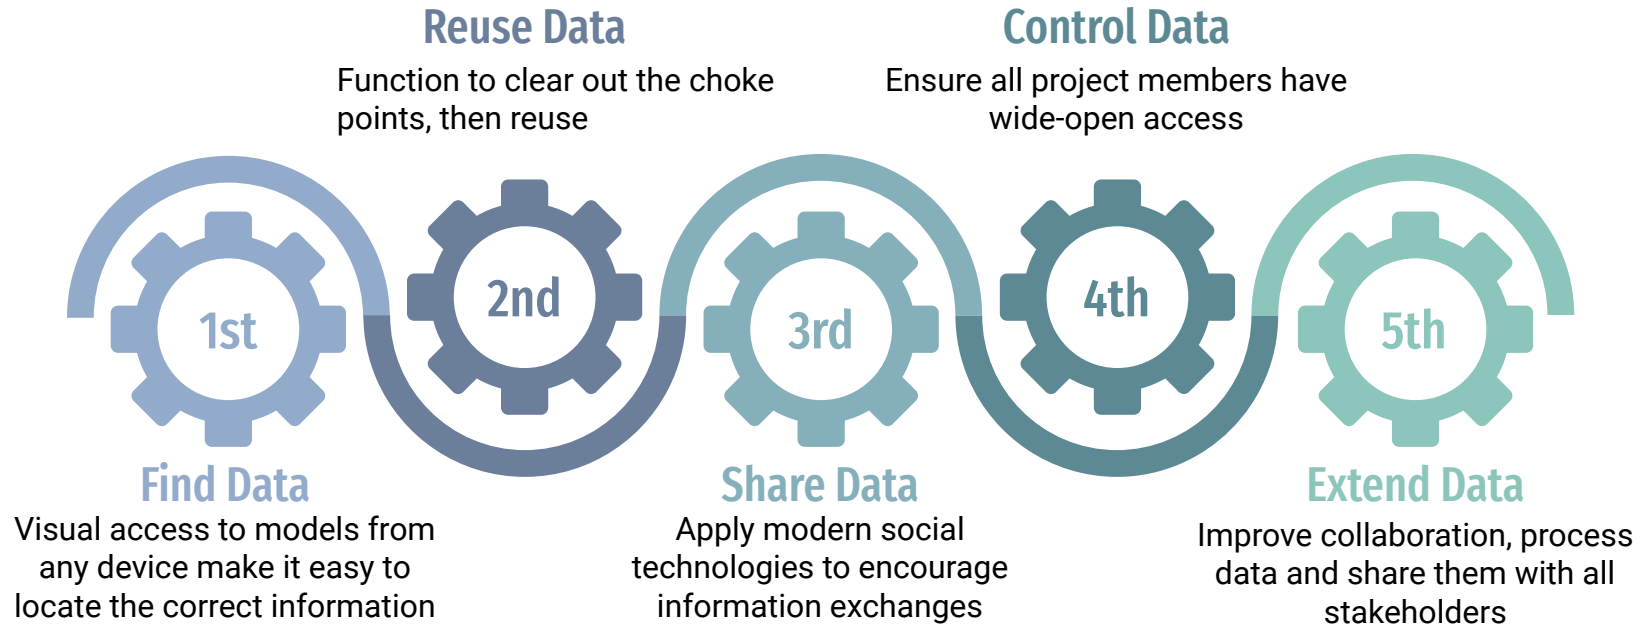 Reuse Data
Function to clear out the choke
points, then reuse
Control Data
Ensure all project members have
wide-open access
1st
2nd
3rd
4th
5th
Find Data
Visual access to models from
any device make it easy to
locate the correct information
Share Data
Apply modern social
technologies to encourage
information exchanges
Extend Data
Improve collaboration, process
data and share them with all
stakeholders